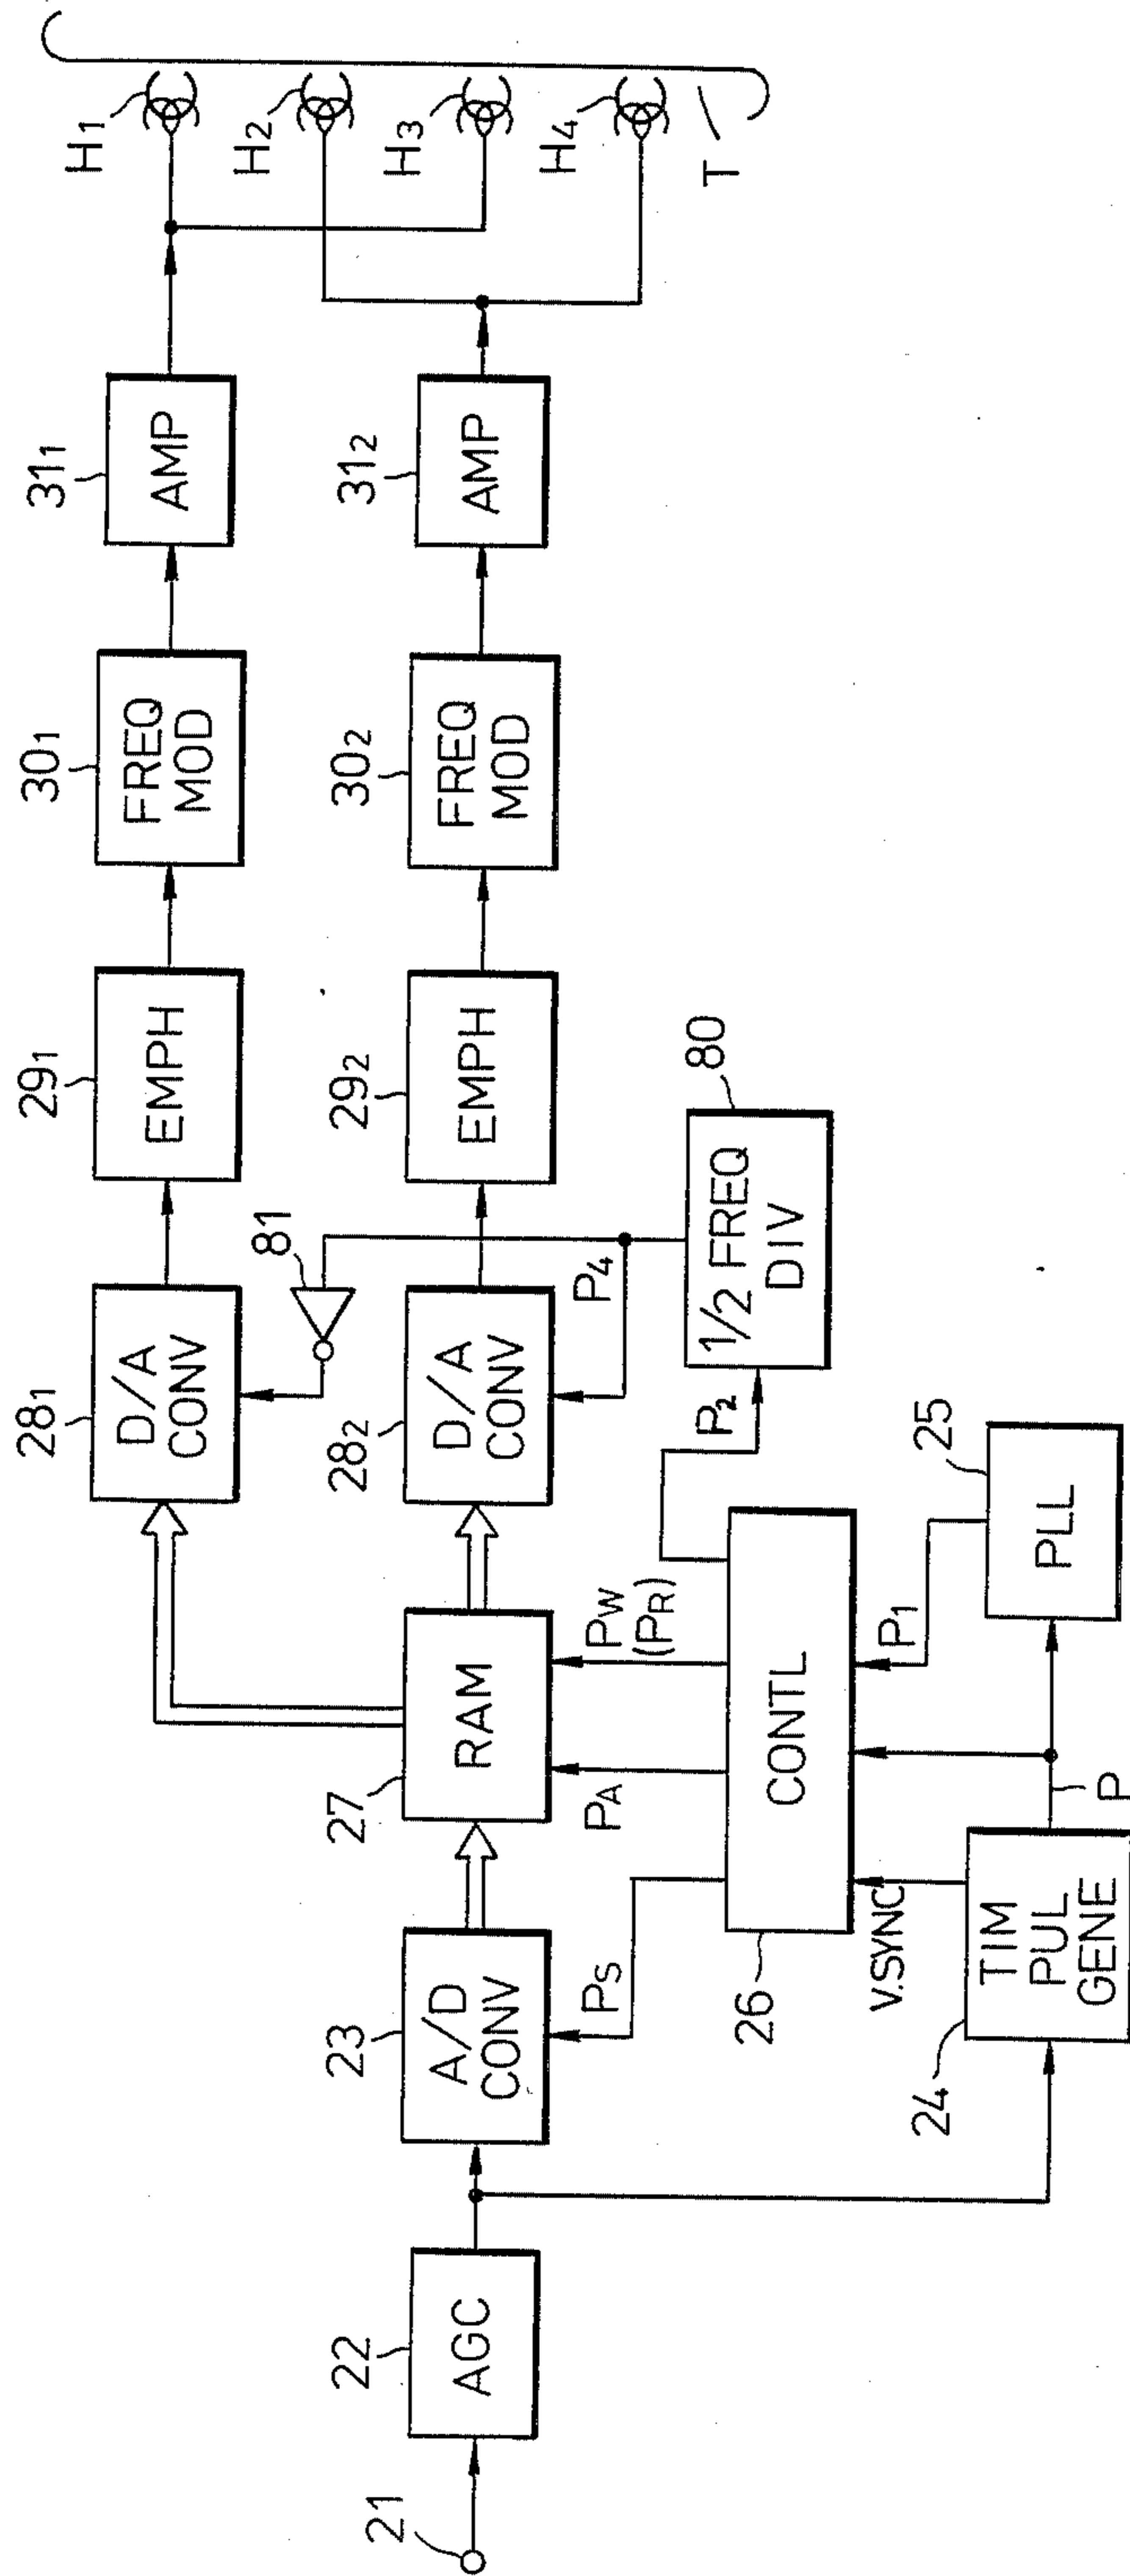 21
22
AGC
23
A/D
CONV
PS
27
RAM
PA
PW
(PR)
281
D/A
CONV
282
D/A
CONV
81
P4
291
EMPH
292
EMPH
301
FREQ
MOD
302
FREQ
MOD
311
AMP
312
AMP
H1
H2
H3
H4
T
24
TIM
PUL
GENE
V.SYNC
P
26
CONTL
P1
25
PLL
P2
80
1/2 FREQ
DIV